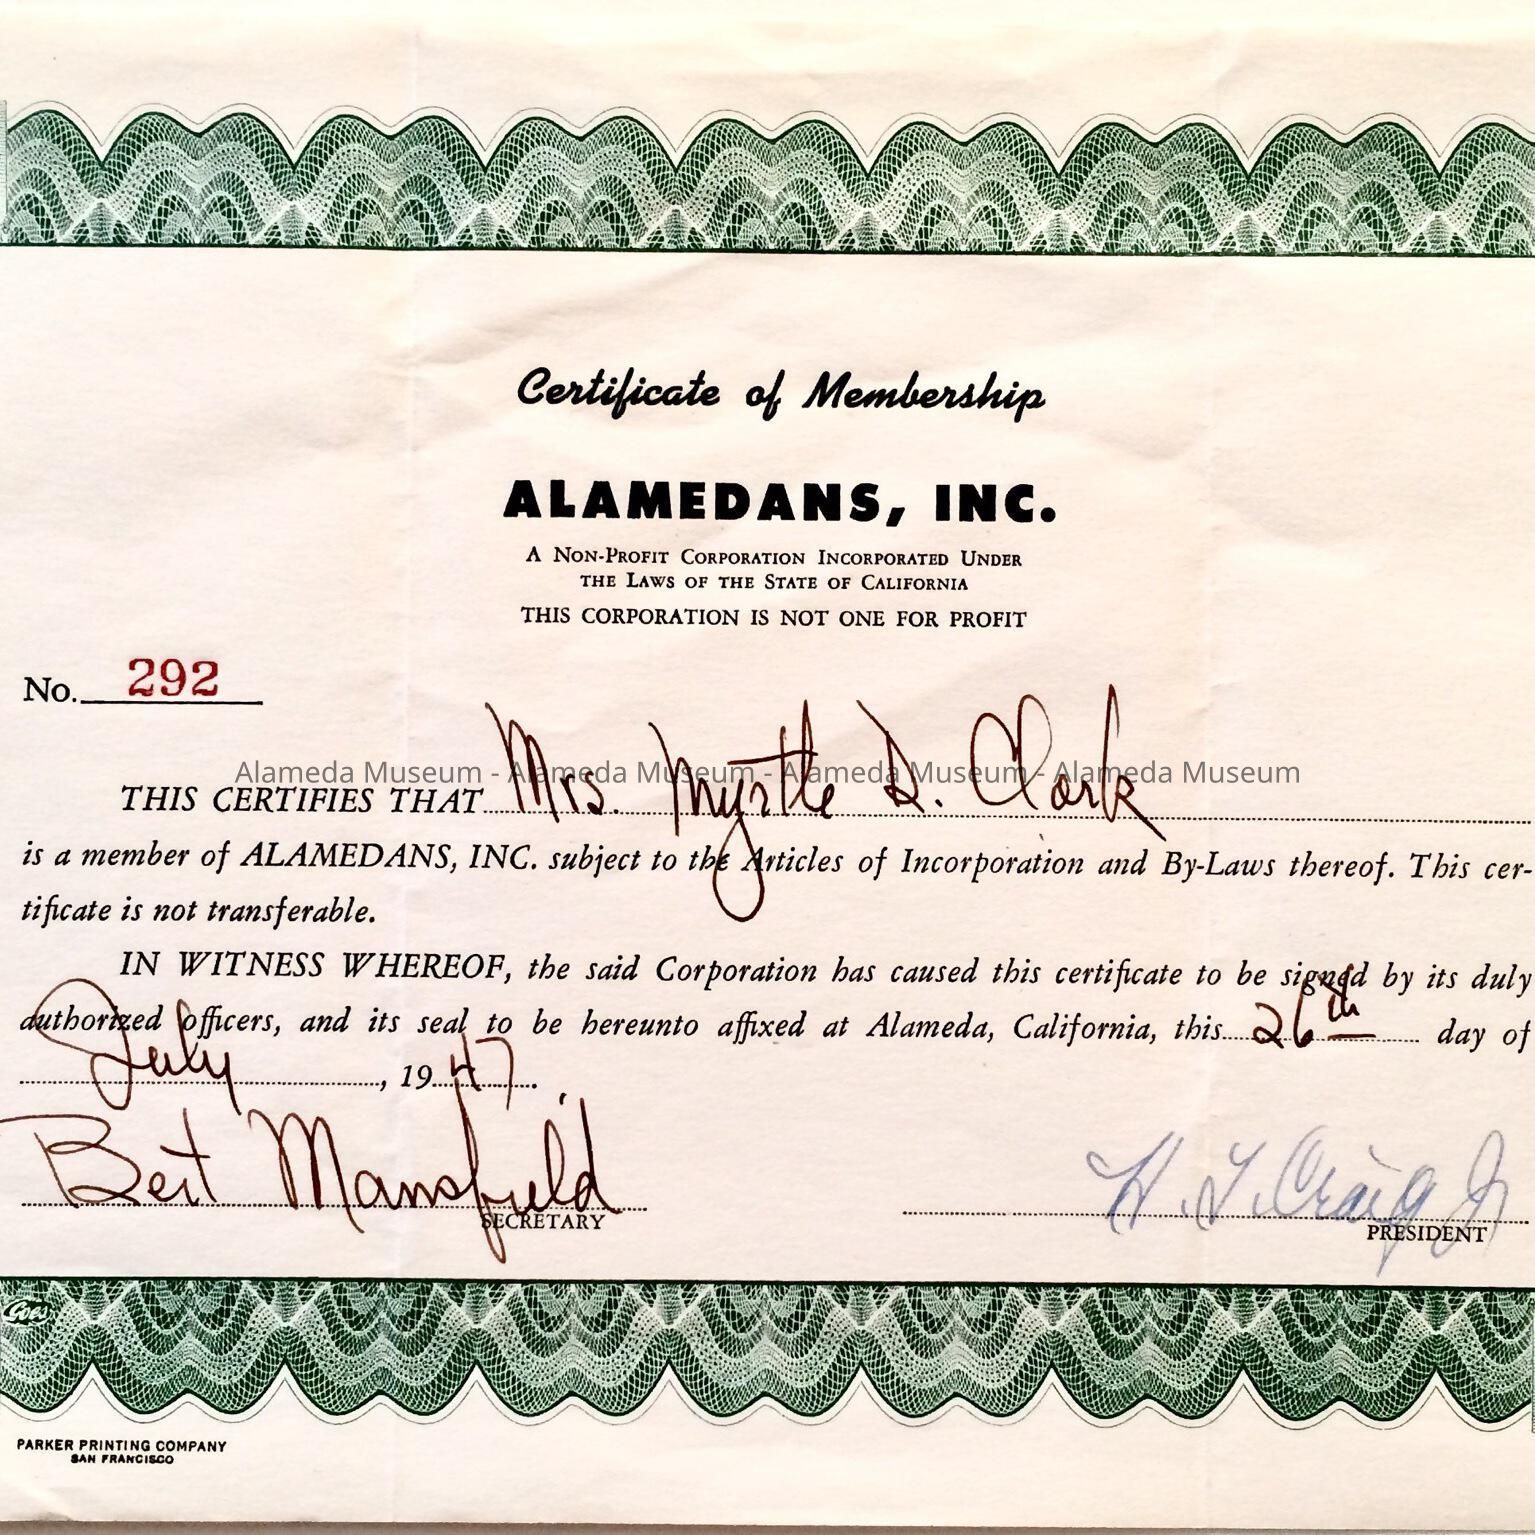 Certificate of Membership
ALAMEDANS, INC.
A NON-PROFIT CORPORATION INCORPORATED UNDER
THE LAWS OF THE STATE OF CALIFORNIA
THIS CORPORATION IS NOT ONE FOR PROFIT
No. 292
Alameda Museum - Alameda Museum - Alameda Museum - Alameda Museum
THIS CERTIFIES THAT Mrs. Myrtle D. Clark
is a member of ALAMEDANS, INC. subject to the Articles of Incorporation and By-Laws thereof. This cer-
tificate is not transferable.
IN WITNESS WHEREOF, the said Corporation has caused this certificate to be signed by its duly
authorized officers, and its seal to be hereunto affixed at Alameda, California, this 26th day of
July, 1947.
Bert Mansfield H. T. Craig Jr
SECRETARY PRESIDENT
Goes
PARKER PRINTING COMPANY
SAN FRANCISCO